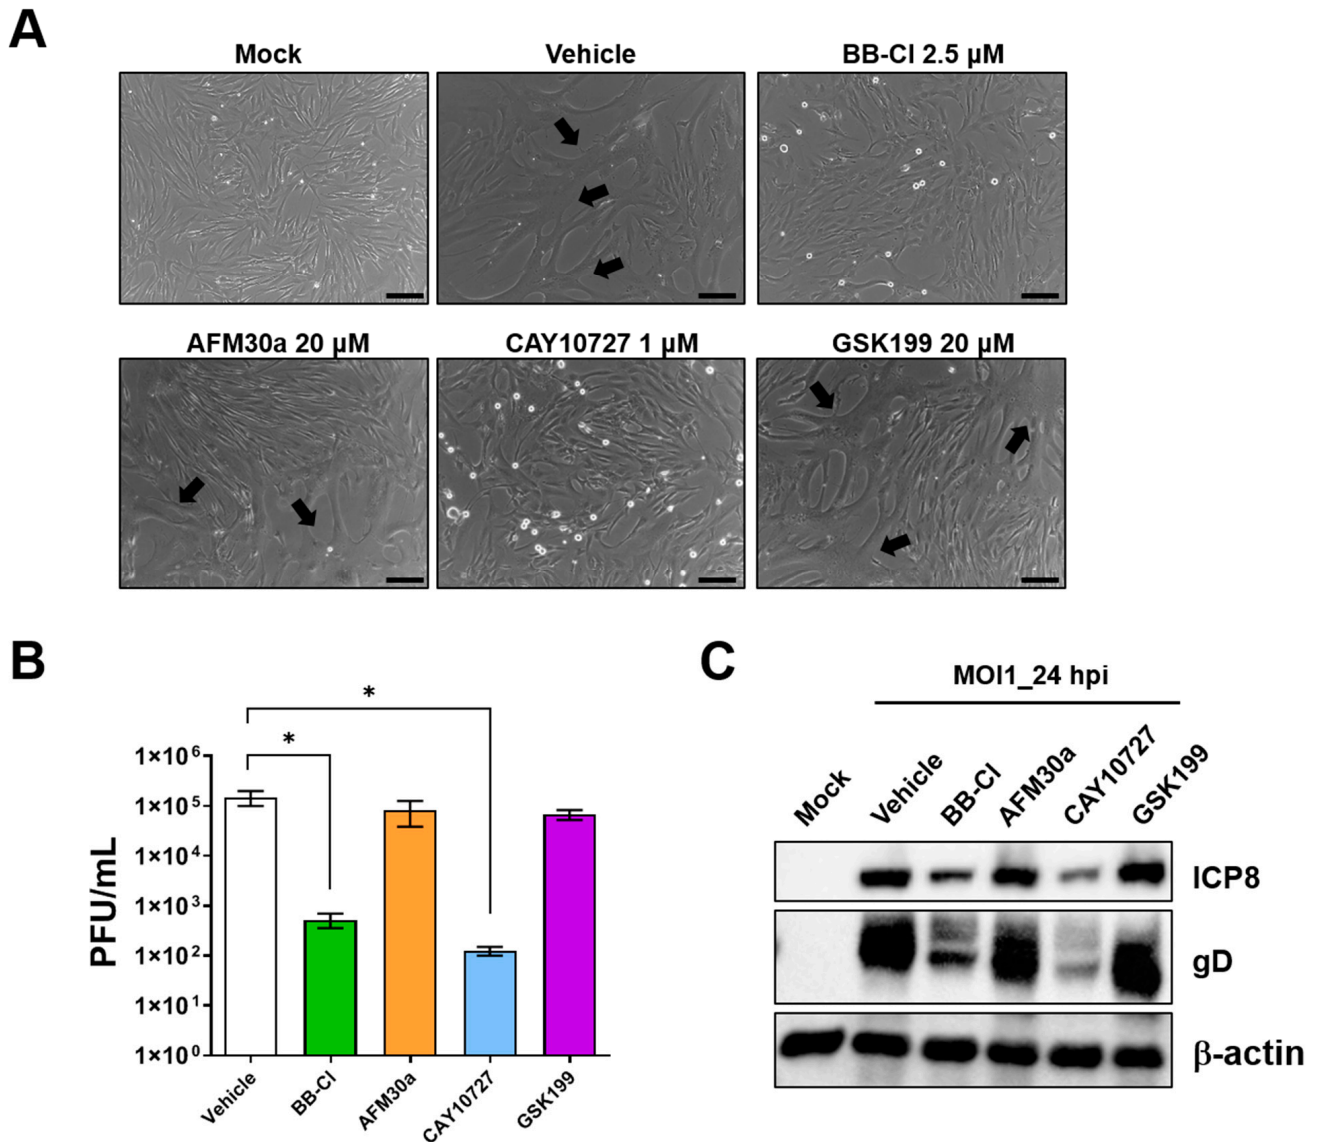 A
Mock Vehicle BB-Cl 2.5 µM
AFM30a 20 µM CAY10727 1 µM GSK199 20 µM
B
*
*
1×10⁶
1×10⁵
1×10⁴
1×10³
1×10²
1×10¹
1×10⁰
PFU/mL
Vehicle BB-Cl AFM30a CAY10727 GSK199
C
MOI1_24 hpi
Mock Vehicle BB-Cl AFM30a CAY10727 GSK199
ICP8
gD
β-actin